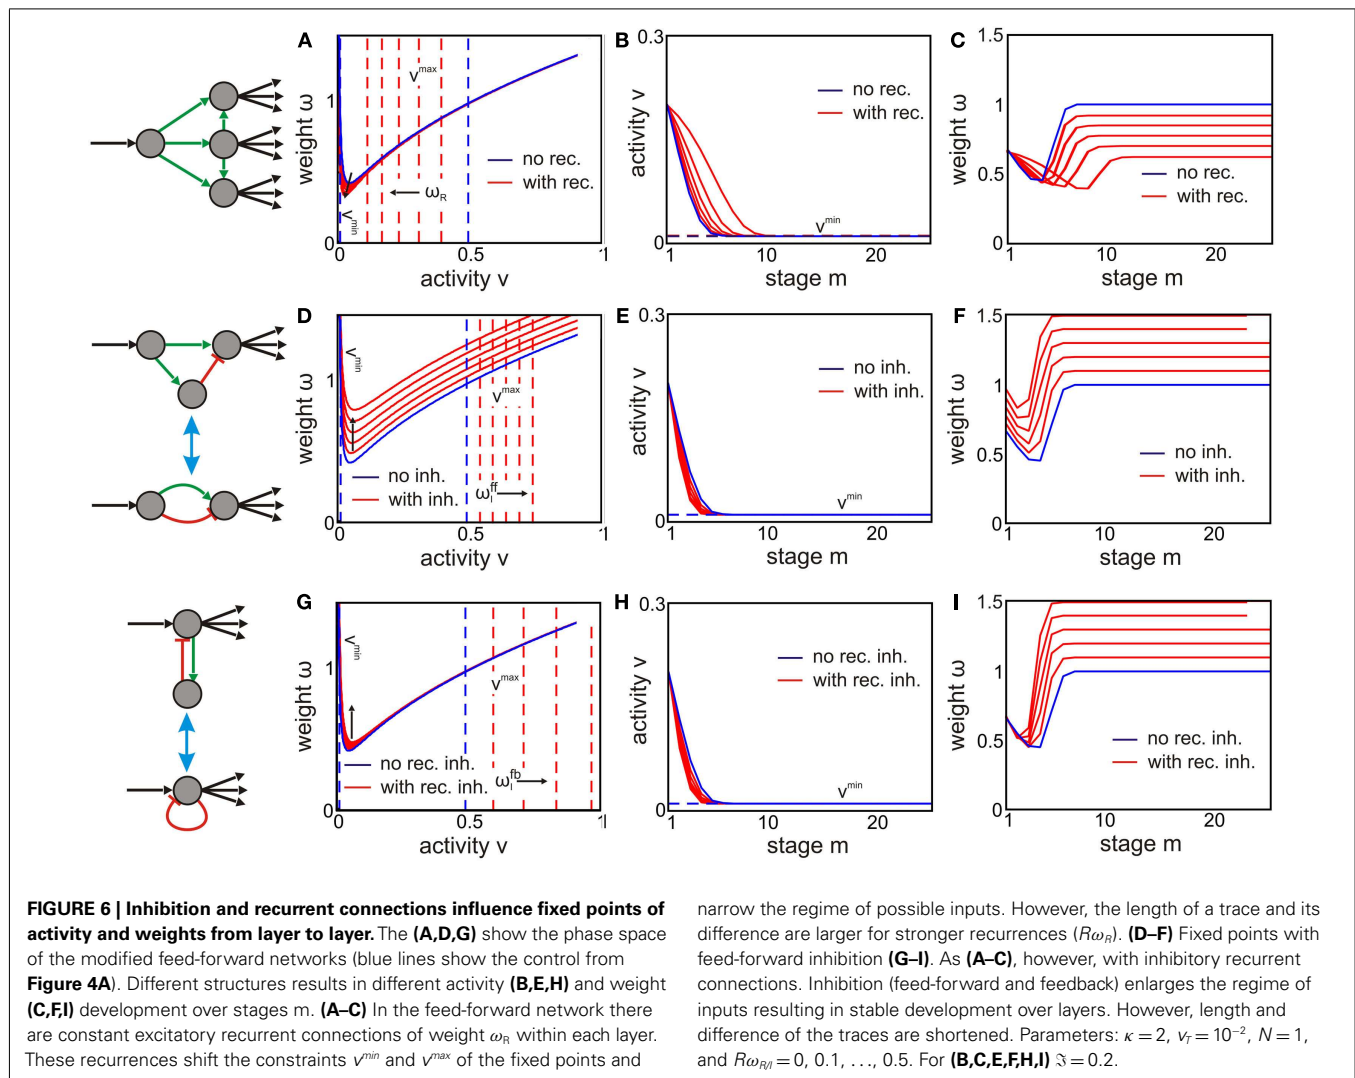 A
weight ω
1
0
v^max
no rec.
with rec.
ω_R
v^min
0
0.5
1
activity v
B
0.3
activity v
0
no rec.
with rec.
v^min
1
10
20
stage m
C
1.5
weight ω
1
0.5
0
no rec.
with rec.
1
10
20
stage m
D
weight ω
1
0
v^min
v^max
no inh.
with inh.
ω_I^ff
0
0.5
1
activity v
E
0.3
activity v
0
no inh.
with inh.
v^min
1
10
20
stage m
F
1.5
weight ω
1
0.5
0
no inh.
with inh.
1
10
20
stage m
G
weight ω
1
0
v^min
v^max
no rec. inh.
with rec. inh.
ω_I^fb
0
0.5
1
activity v
H
0.3
activity v
0
no rec. inh.
with rec. inh.
v^min
1
10
20
stage m
I
1.5
weight ω
1
0.5
0
no rec. inh.
with rec. inh.
1
10
20
stage m
FIGURE 6 | Inhibition and recurrent connections influence fixed points of
activity and weights from layer to layer. The (A,D,G) show the phase space
of the modified feed-forward networks (blue lines show the control from
Figure 4A). Different structures results in different activity (B,E,H) and weight
(C,F,I) development over stages m. (A–C) In the feed-forward network there
are constant excitatory recurrent connections of weight ω_R within each layer.
These recurrences shift the constraints v^min and v^max of the fixed points and
narrow the regime of possible inputs. However, the length of a trace and its
difference are larger for stronger recurrences (Rω_R). (D–F) Fixed points with
feed-forward inhibition (G–I). As (A–C), however, with inhibitory recurrent
connections. Inhibition (feed-forward and feedback) enlarges the regime of
inputs resulting in stable development over layers. However, length and
difference of the traces are shortened. Parameters: κ = 2, v_T = 10^−2, N = 1,
and Rω_R/I = 0, 0.1, ..., 0.5. For (B,C,E,F,H,I) ℑ = 0.2.